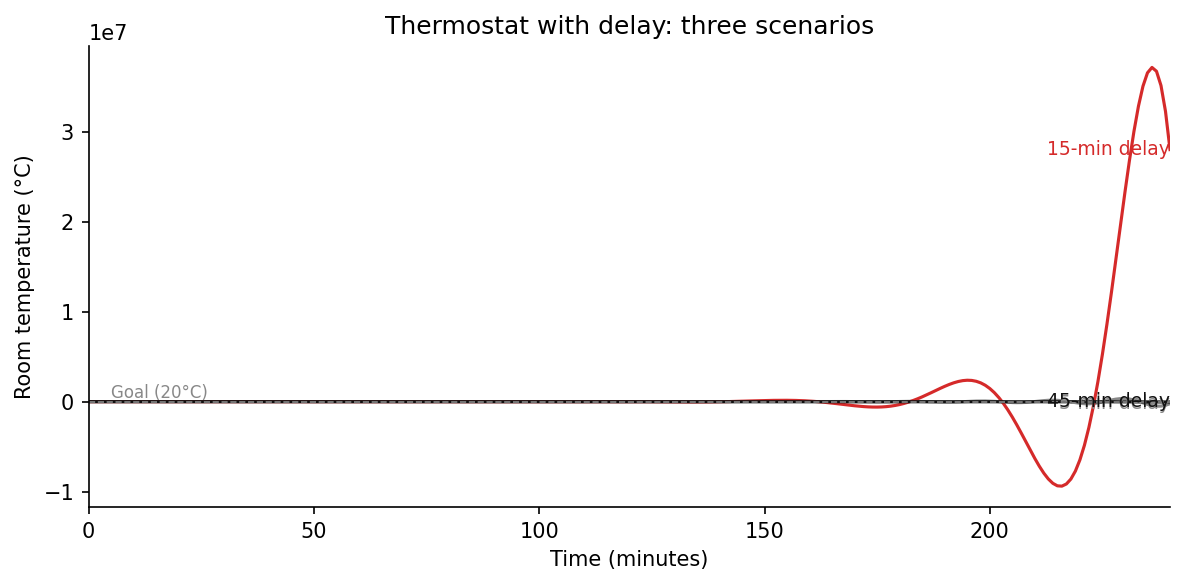 Thermostat with delay: three scenarios
1e7
Room temperature (°C)
3
2
1
0
−1
15-min delay
Goal (20°C)
45-min delay
0
50
100
150
200
Time (minutes)